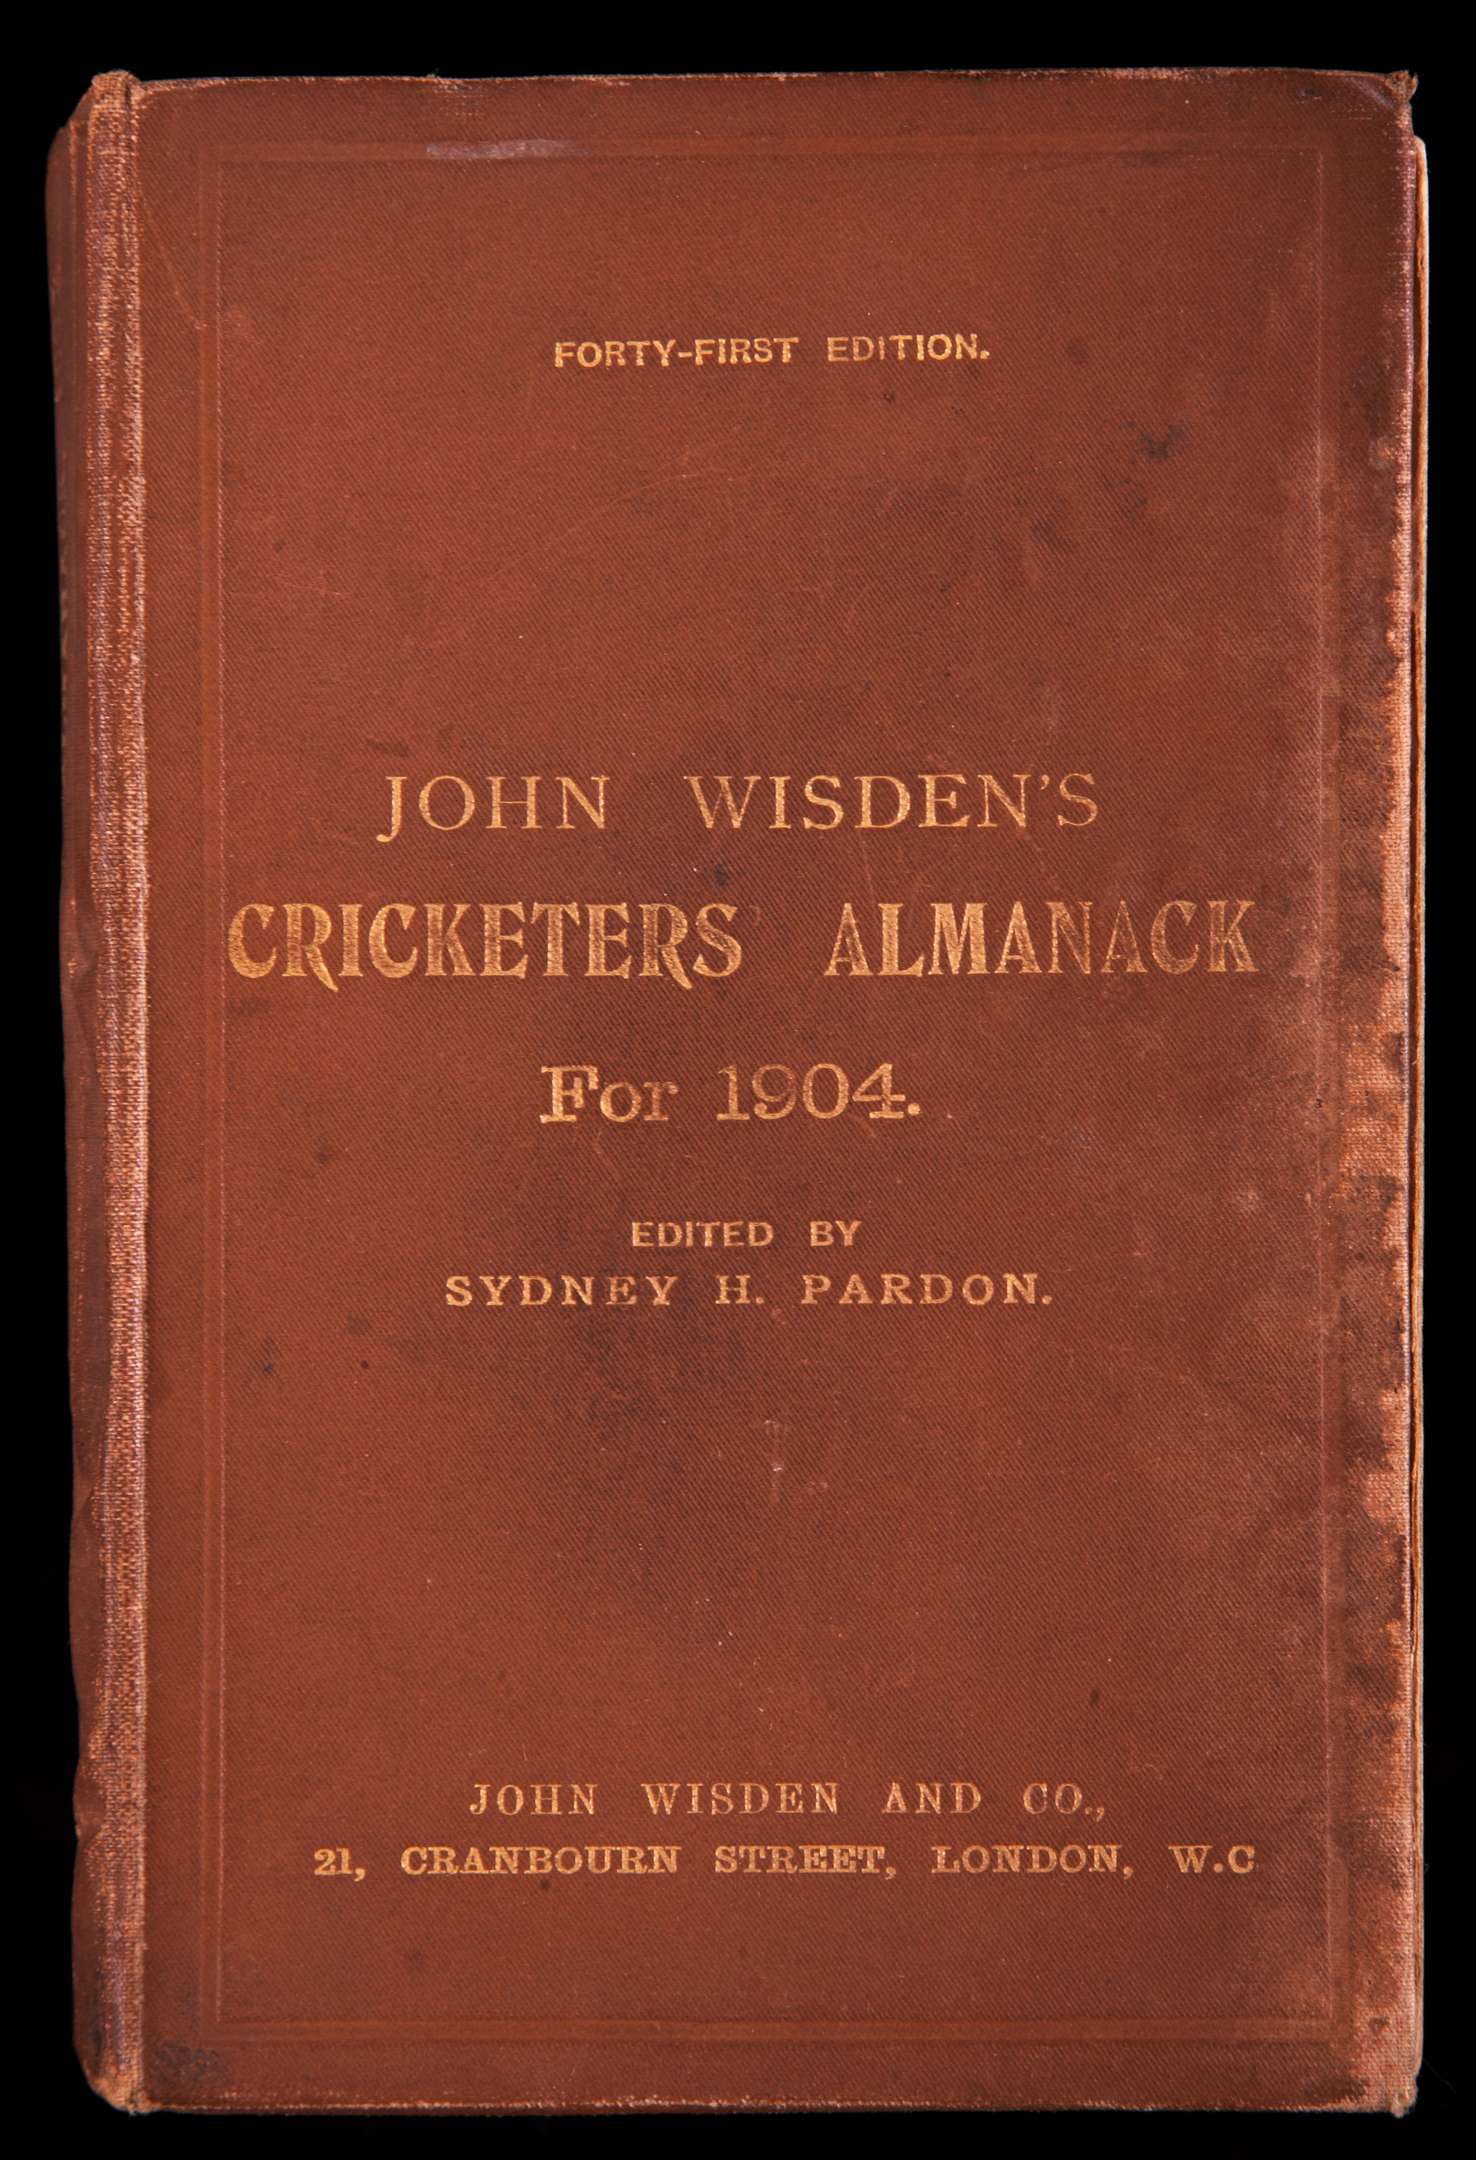 FORTY-FIRST EDITION.
JOHN WISDEN'S
CRICKETERS' ALMANACK
For 1904.
EDITED BY
SYDNEY H. PARDON.
JOHN WISDEN AND CO.,
21, CRANBOURN STREET, LONDON, W.C